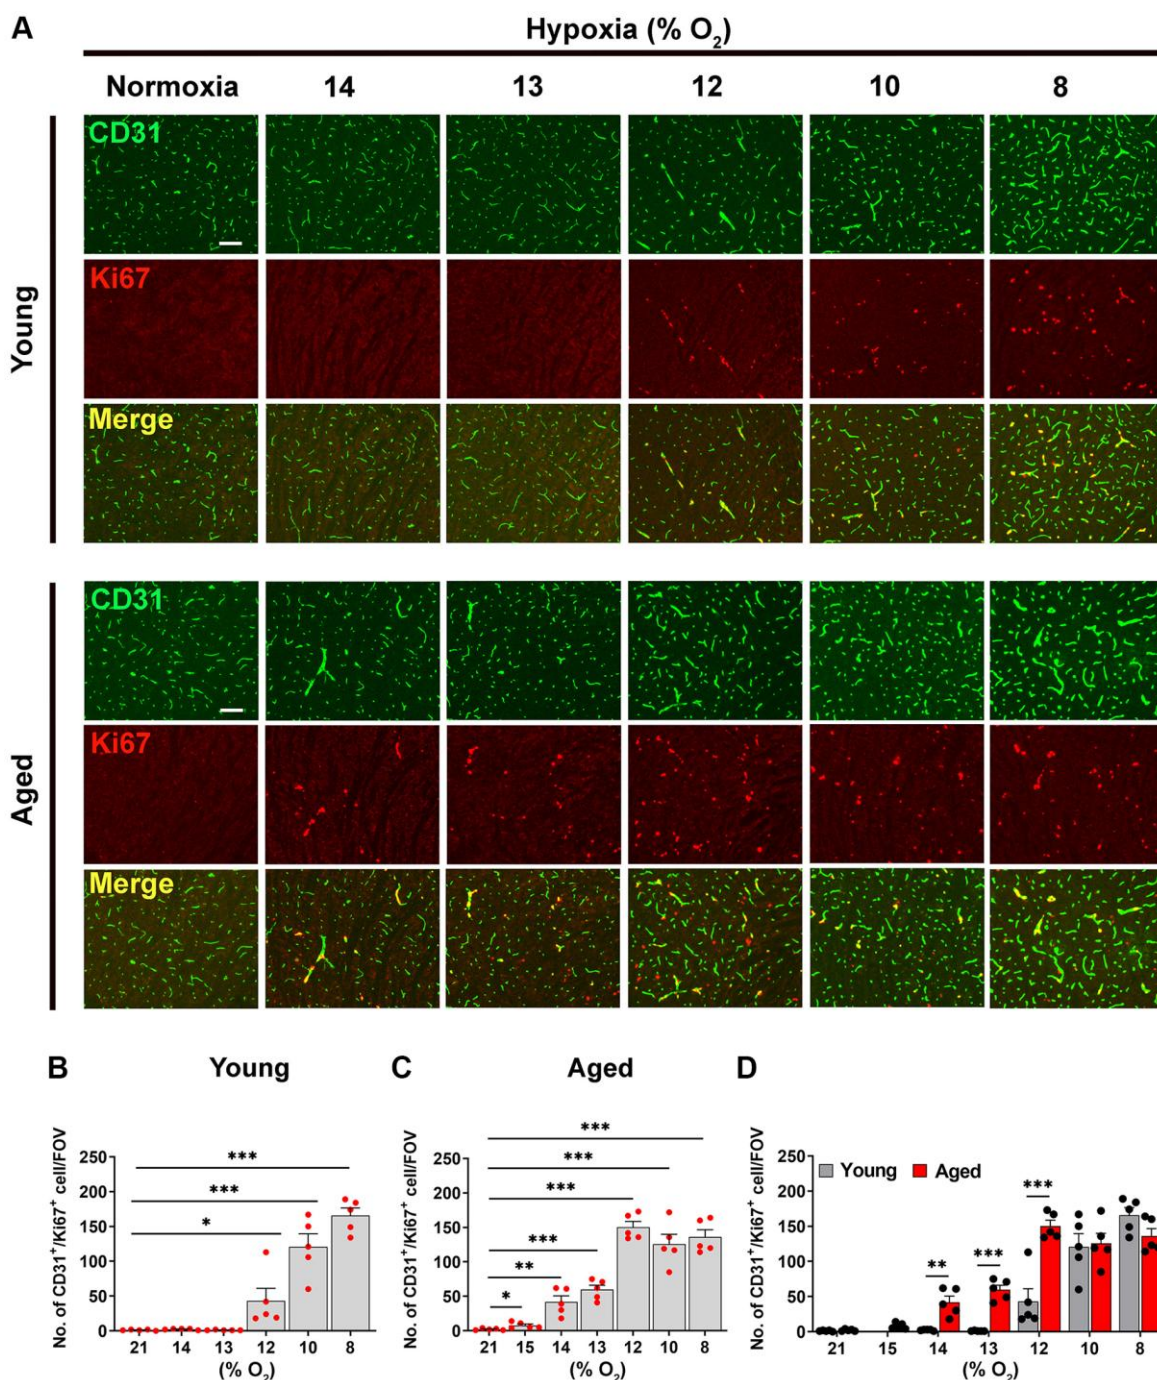 A
Hypoxia (% O₂)
Normoxia 14 13 12 10 8
Young
CD31
Ki67
Merge
Aged
CD31
Ki67
Merge
B Young
No. of CD31⁺/Ki67⁺ cell/FOV
250
200
150
100
50
0
***
***
*
21 14 13 12 10 8
(% O₂)
C Aged
No. of CD31⁺/Ki67⁺ cell/FOV
250
200
150
100
50
0
***
***
***
***
**
*
21 15 14 13 12 10 8
(% O₂)
D
No. of CD31⁺/Ki67⁺ cell/FOV
250
200
150
100
50
0
Young Aged
***
** ***
21 15 14 13 12 10 8
(% O₂)